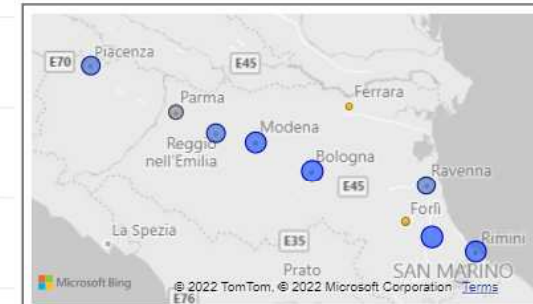 Piacenza
E70
E45
Parma
Ferrara
Reggio
nell'Emilia
Modena
Bologna
Ravenna
E45
Forlì
La Spezia
E35
Rimini
Prato
SAN MARINO
Microsoft Bing
© 2022 TomTom, © 2022 Microsoft Corporation Terms
E76